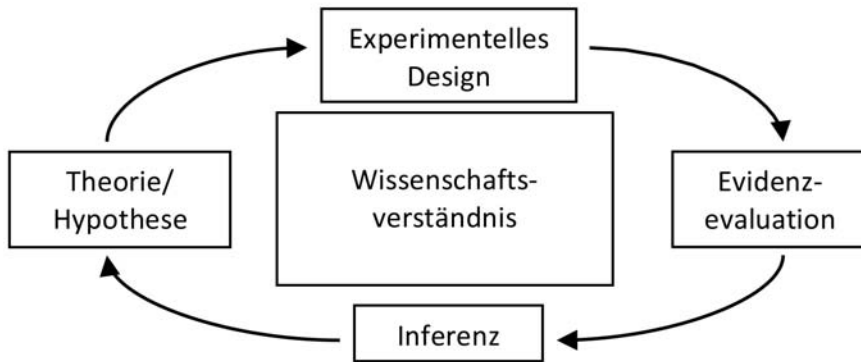 Experimentelles
Design
Theorie/
Hypothese
Wissenschafts-
verständnis
Evidenz-
evaluation
Inferenz